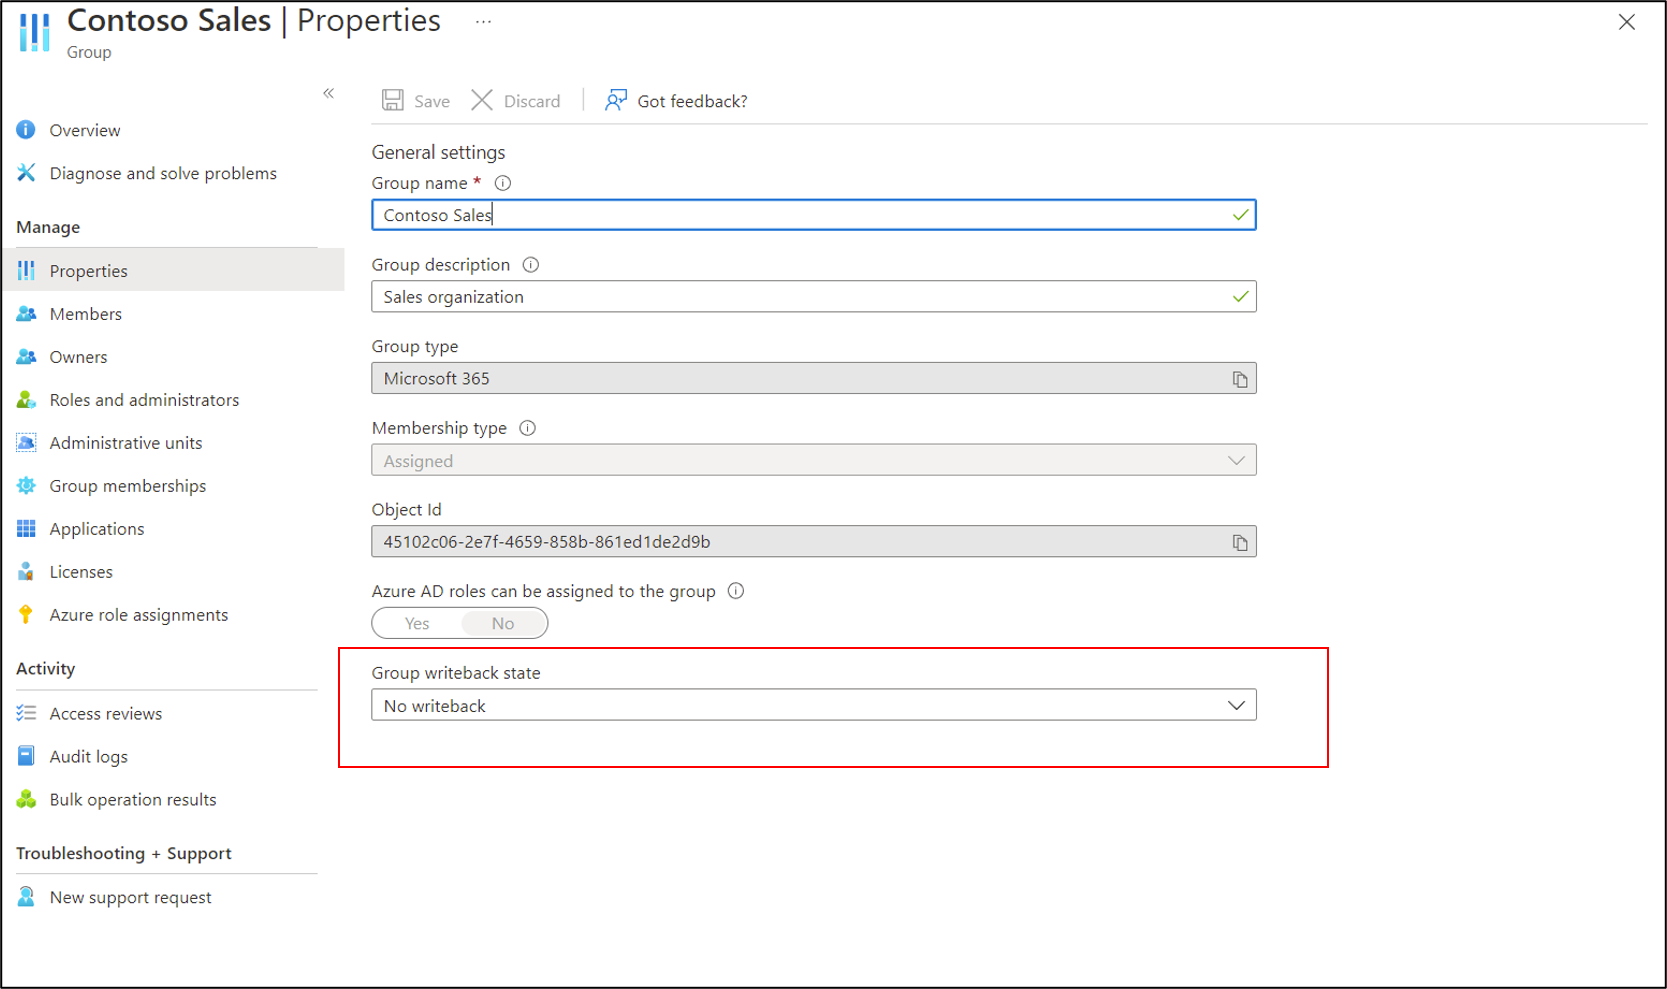 Contoso Sales | Properties ...
Group
«
Overview
Diagnose and solve problems
Manage
Properties
Members
Owners
Roles and administrators
Administrative units
Group memberships
Applications
Licenses
Azure role assignments
Activity
Access reviews
Audit logs
Bulk operation results
Troubleshooting + Support
New support request
Save Discard | Got feedback?
General settings
Group name *
Contoso Sales
Group description
Sales organization
Group type
Microsoft 365
Membership type
Assigned
Object Id
45102c06-2e7f-4659-858b-861ed1de2d9b
Azure AD roles can be assigned to the group
Yes No
Group writeback state
No writeback